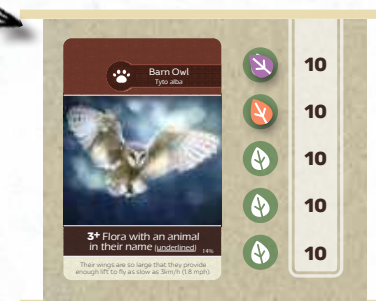 Barn Owl
Tyto alba
3+ Flora with an animal
in their name (underlined)
14%
Their wings are so large that they provide
enough lift to fly as slow as 3km/h (1.8 mph)
10
10
10
10
10